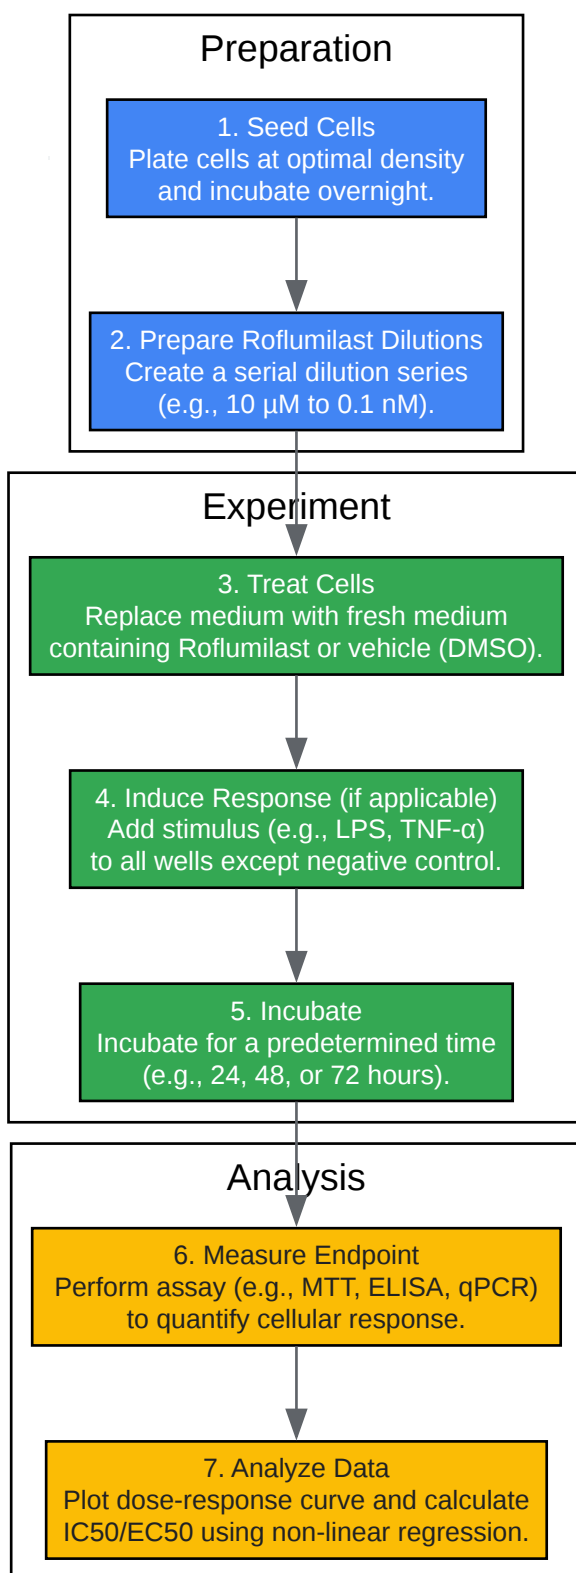 Preparation
1. Seed Cells
Plate cells at optimal density
and incubate overnight.
2. Prepare Roflumilast Dilutions
Create a serial dilution series
(e.g., 10 µM to 0.1 nM).
Experiment
3. Treat Cells
Replace medium with fresh medium
containing Roflumilast or vehicle (DMSO).
4. Induce Response (if applicable)
Add stimulus (e.g., LPS, TNF-α)
to all wells except negative control.
5. Incubate
Incubate for a predetermined time
(e.g., 24, 48, or 72 hours).
Analysis
6. Measure Endpoint
Perform assay (e.g., MTT, ELISA, qPCR)
to quantify cellular response.
7. Analyze Data
Plot dose-response curve and calculate
IC50/EC50 using non-linear regression.